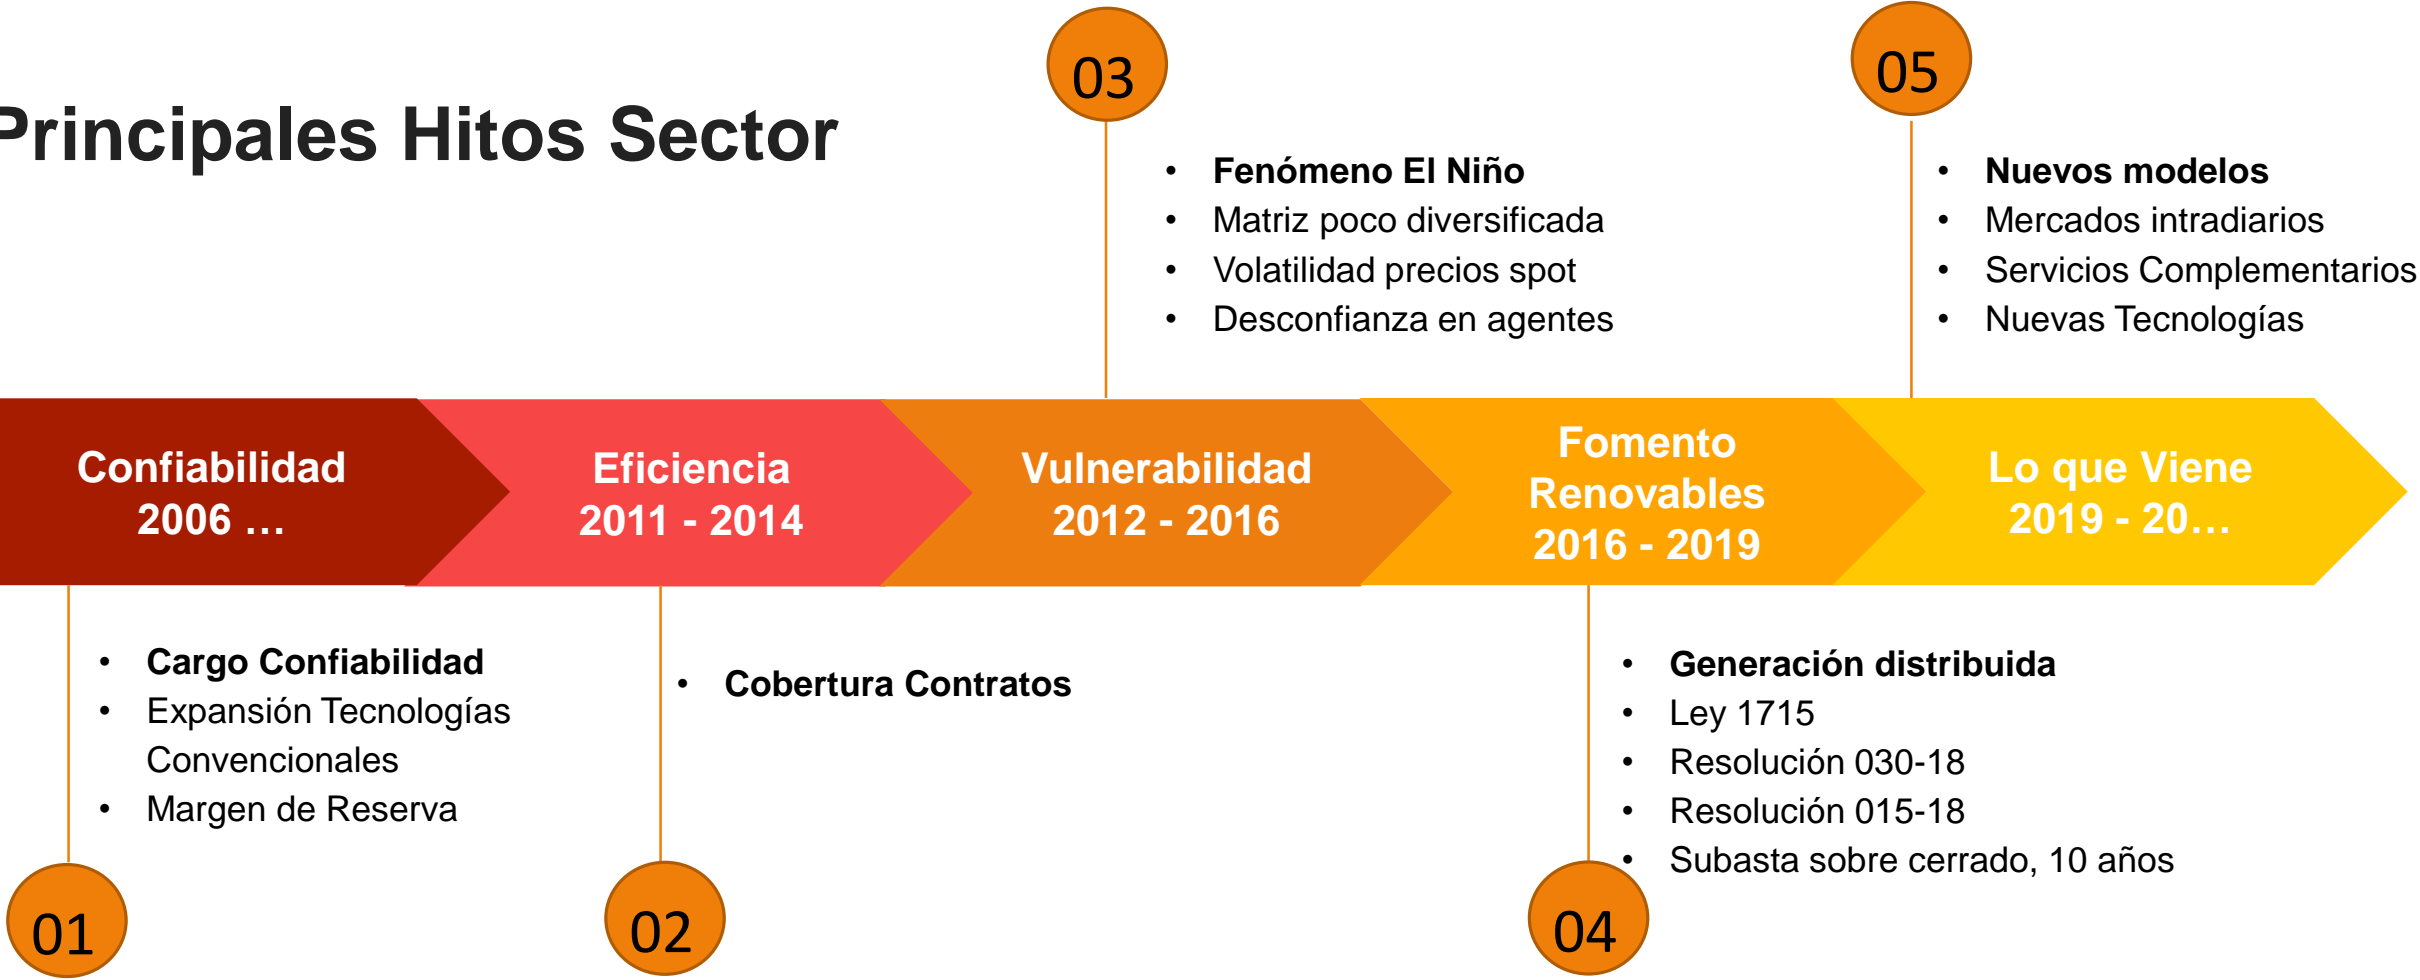 Principales Hitos Sector
03
• Fenómeno El Niño
• Matriz poco diversificada
• Volatilidad precios spot
• Desconfianza en agentes
05
• Nuevos modelos
• Mercados intradiarios
• Servicios Complementarios
• Nuevas Tecnologías
Confiabilidad
2006 …
Eficiencia
2011 - 2014
Vulnerabilidad
2012 - 2016
Fomento
Renovables
2016 - 2019
Lo que Viene
2019 - 20…
• Cargo Confiabilidad
• Expansión Tecnologías
Convencionales
• Margen de Reserva
01
• Cobertura Contratos
02
• Generación distribuida
• Ley 1715
• Resolución 030-18
• Resolución 015-18
• Subasta sobre cerrado, 10 años
04